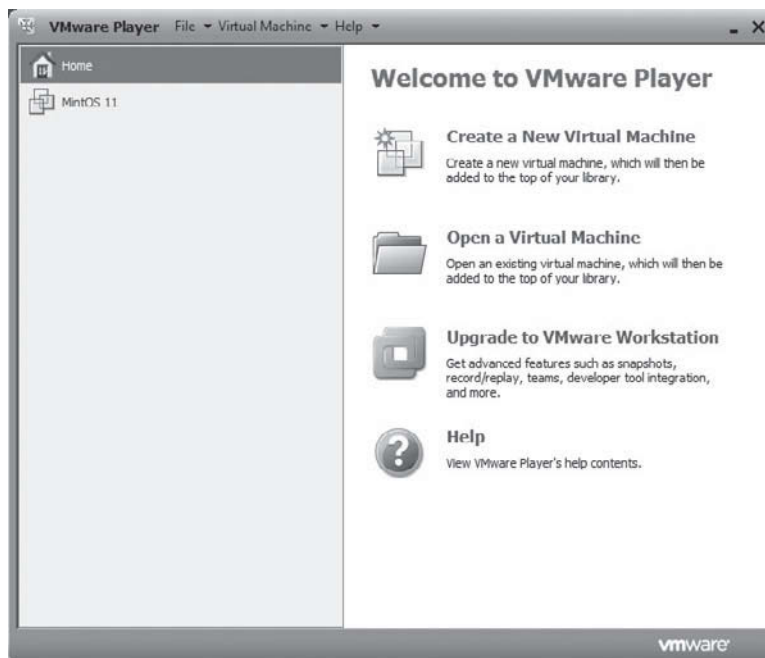 VMware Player File Virtual Machine Help
Home
MintOS 11
Welcome to VMware Player
Create a New Virtual Machine
Create a new virtual machine, which will then be
added to the top of your library.
Open a Virtual Machine
Open an existing virtual machine, which will then be
added to the top of your library.
Upgrade to VMware Workstation
Get advanced features such as snapshots,
record/replay, teams, developer tool integration,
and more.
Help
View VMware Player's help contents.
vmware